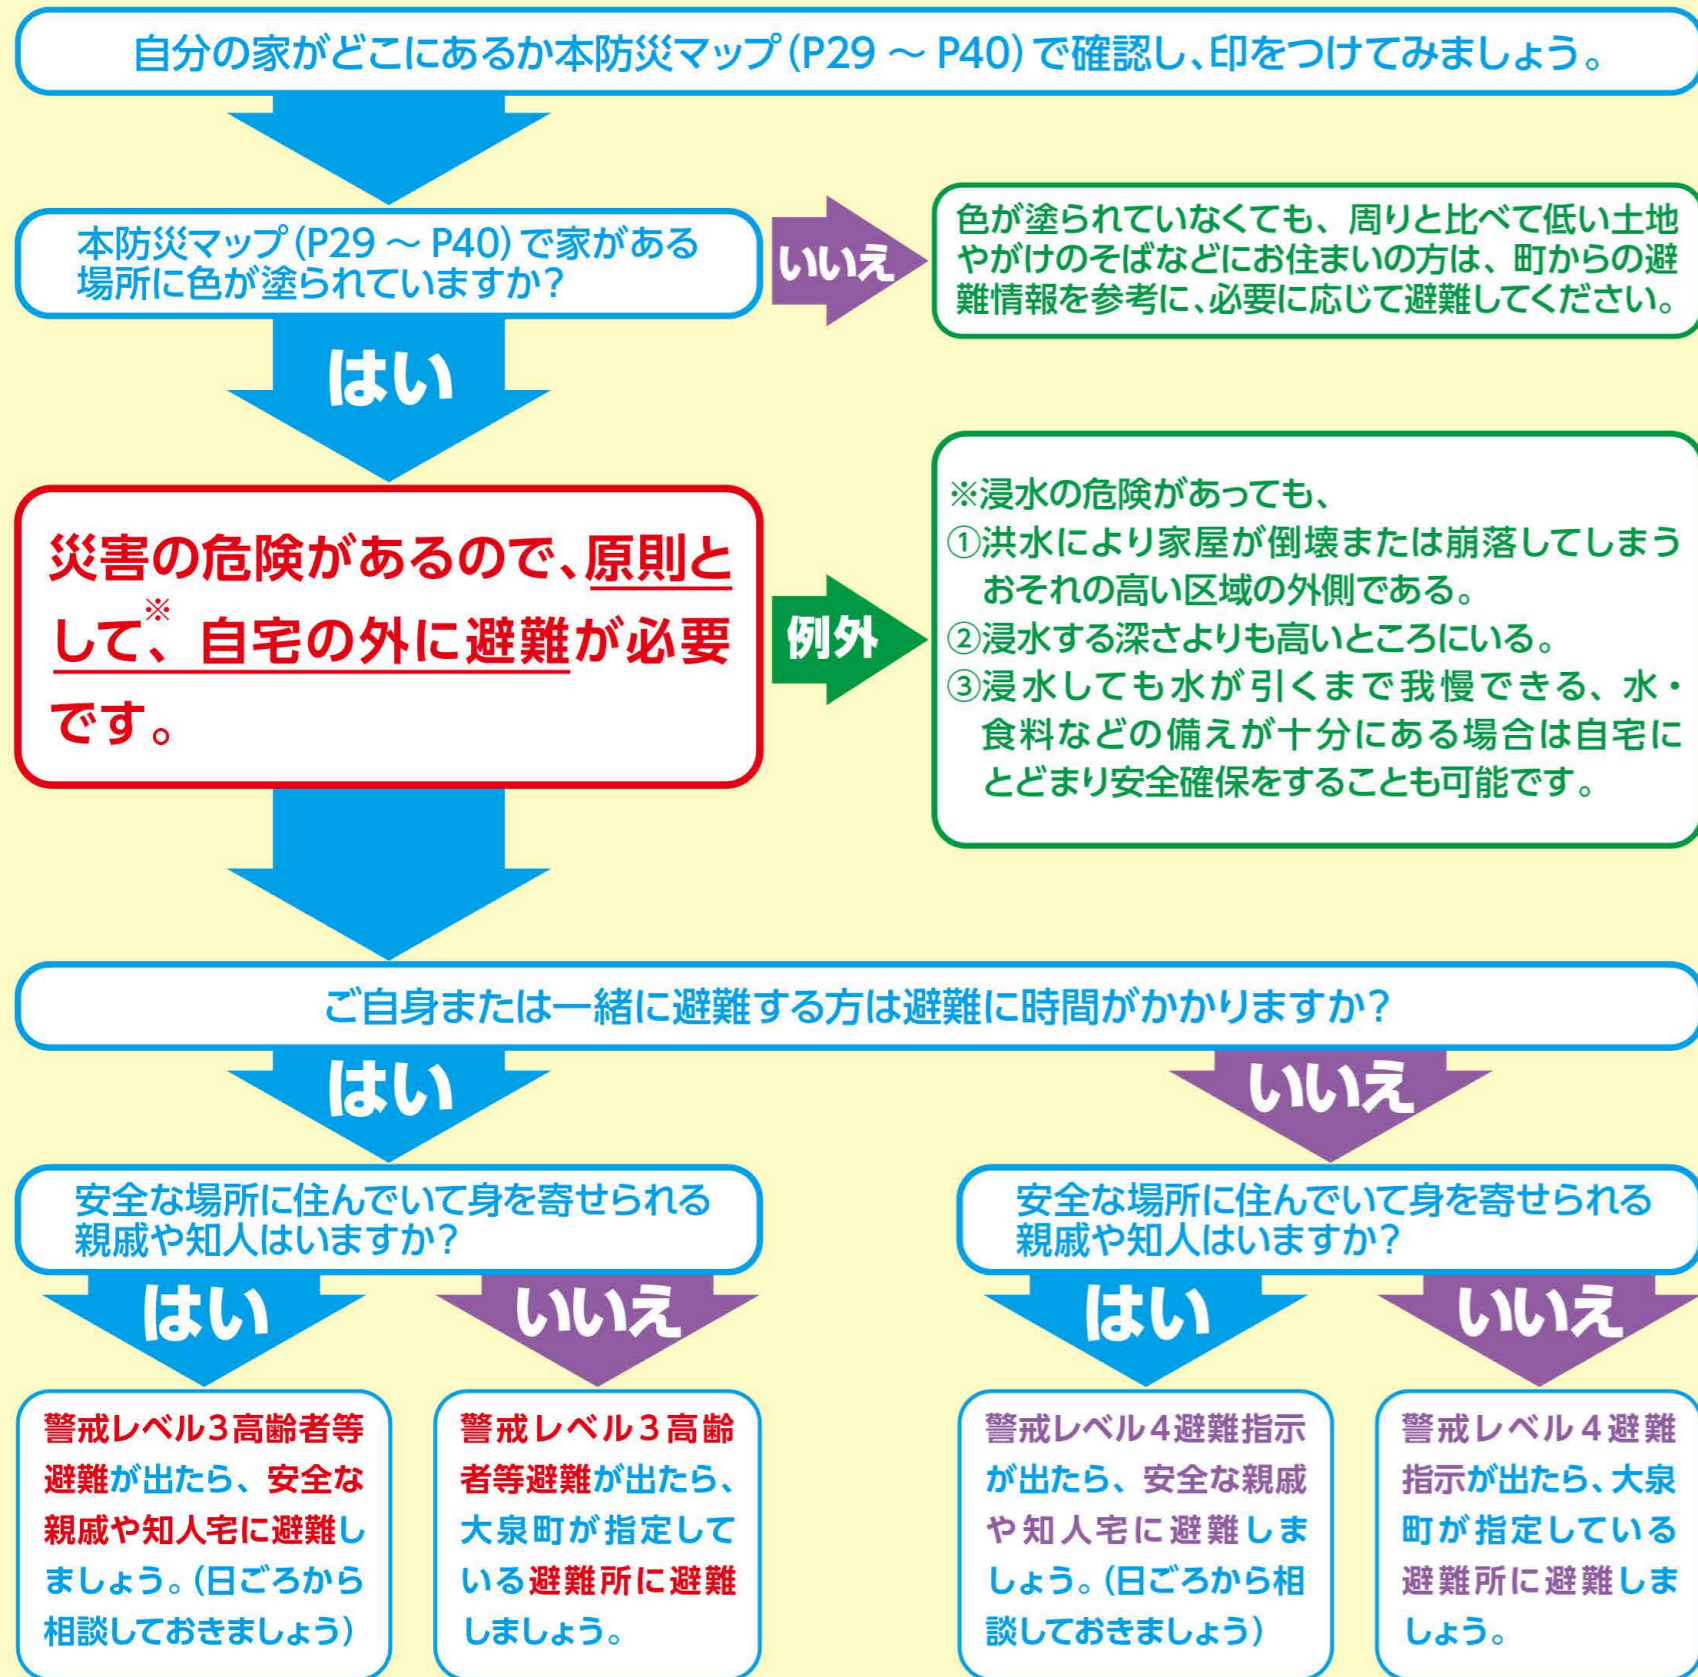 自分の家がどこにあるか本防災マップ(P29 ～ P40)で確認し、印をつけてみましょう。
本防災マップ(P29 ～ P40)で家がある
場所に色が塗られていますか?
いいえ
色が塗られていなくても、周りと比べて低い土地
やがけのそばなどにお住まいの方は、町からの避
難情報を参考に、必要に応じて避難してください。
はい
災害の危険があるので、原則と
して※、自宅の外に避難が必要
です。
例外
※浸水の危険があっても、
①洪水により家屋が倒壊または崩落してしまう
おそれの高い区域の外側である。
②浸水する深さよりも高いところにいる。
③浸水しても水が引くまで我慢できる、水・
食料などの備えが十分にある場合は自宅に
とどまり安全確保をすることも可能です。
ご自身または一緒に避難する方は避難に時間がかかりますか?
はい
いいえ
安全な場所に住んでいて身を寄せられる
親戚や知人はいますか?
はい
いいえ
安全な場所に住んでいて身を寄せられる
親戚や知人はいますか?
はい
いいえ
警戒レベル3高齢者等
避難が出たら、安全な
親戚や知人宅に避難し
ましょう。(日ごろから
相談しておきましょう)
警戒レベル3高齢
者等避難が出たら、
大泉町が指定して
いる避難所に避難
しましょう。
警戒レベル4避難指示
が出たら、安全な親戚
や知人宅に避難しま
しょう。(日ごろから相
談しておきましょう)
警戒レベル4避難
指示が出たら、大泉
町が指定している
避難所に避難しま
しょう。